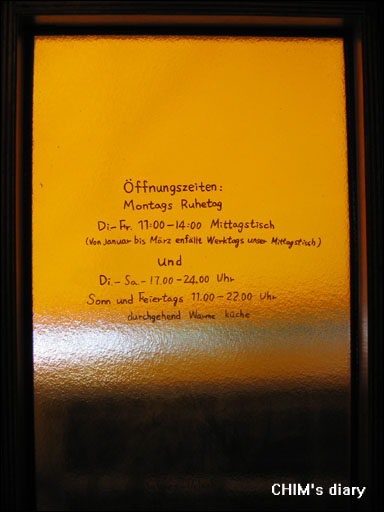 Öffnungszeiten:
Montags Ruhetag
Di.-Fr. 11:00-14:00 Mittagstisch
(Von Januar bis März enfällt Werktags unser Mittagstisch)
und
Di.-Sa.-17.00-24.00 Uhr
Sonn und Feiertags 11.00-22.00 Uhr
durchgehend Warme küche
CHIM's diary